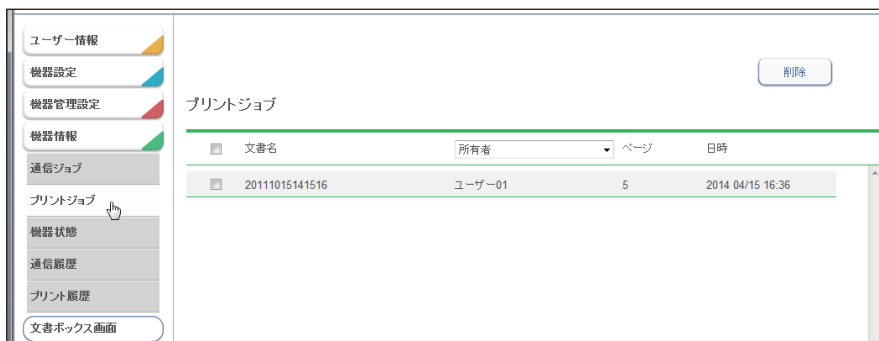 ユーザー情報
機器設定
機器管理設定
機器情報
通信ジョブ
プリントジョブ
機器状態
通信履歴
プリント履歴
文書ボックス画面
削除
プリントジョブ
文書名 所有者 ページ 日時
20111015141516 ユーザー01 5 2014 04/15 16:36